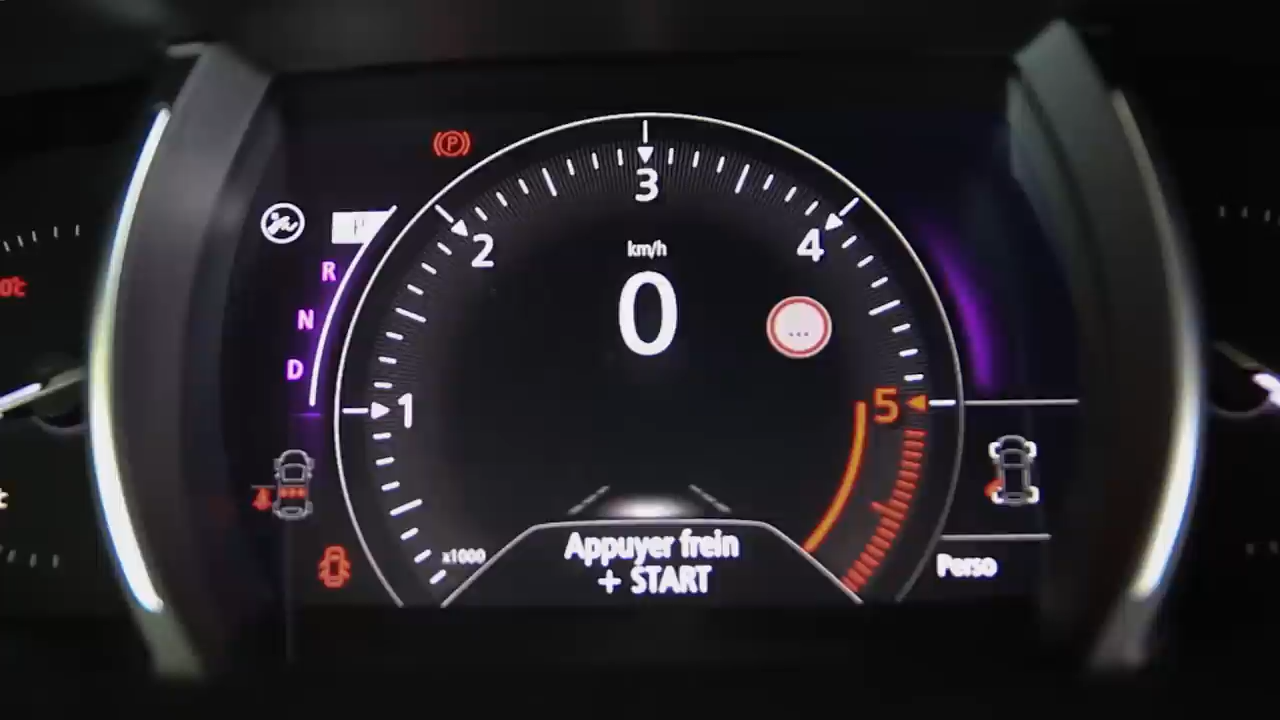 P
3
2
4
km/h
P
R
0
N
...
D
5
1
x1000
Appuyer frein
+ START
Perso